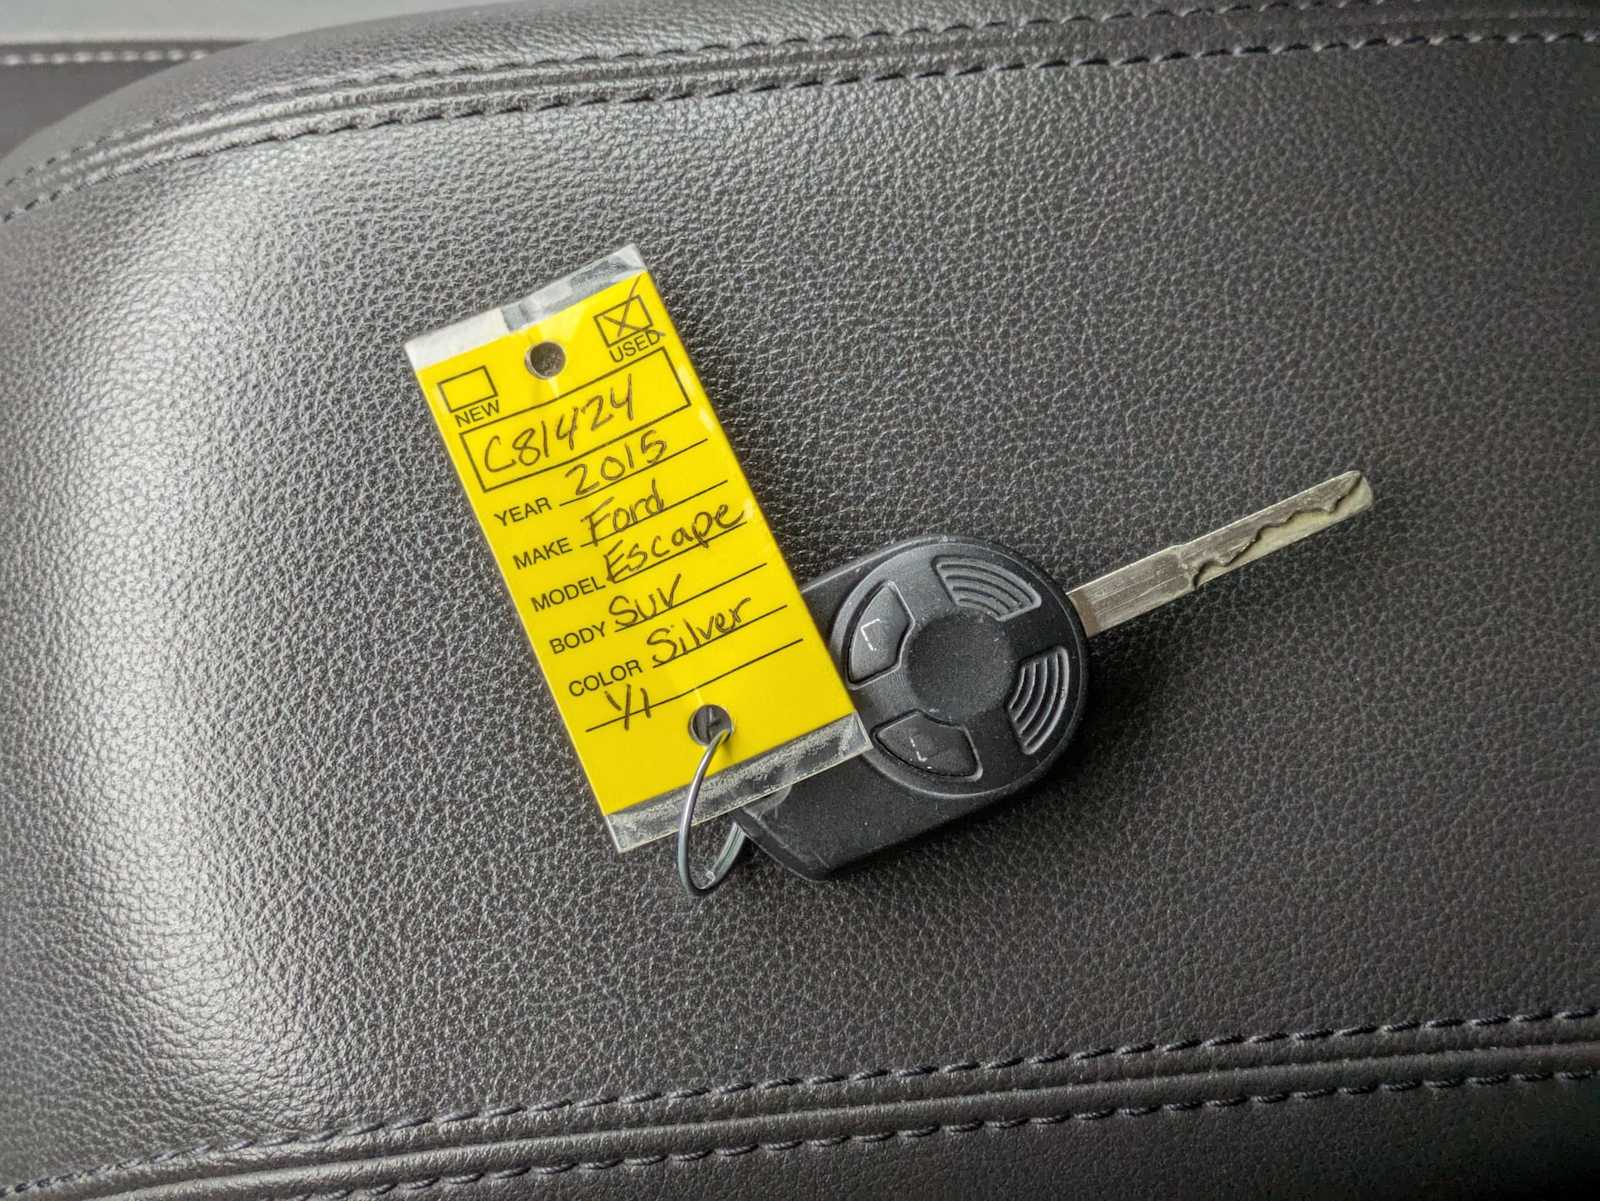 USED
NEW
C81424
YEAR 2015
MAKE Ford
MODEL Escape
BODY SUV
COLOR Silver
1/1